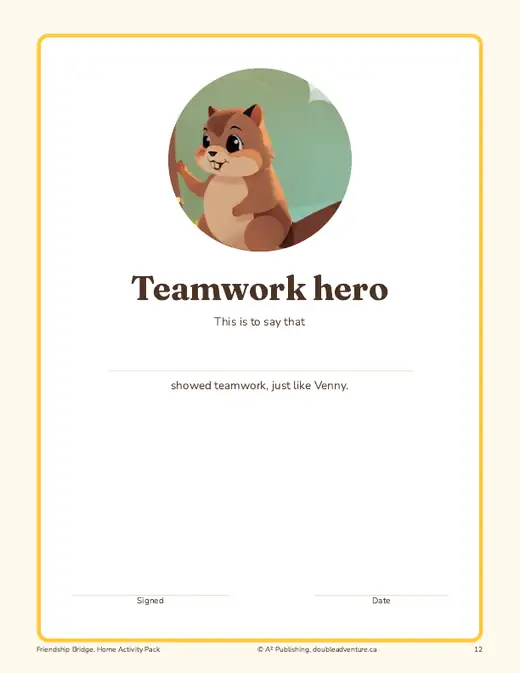 Teamwork hero
This is to say that
showed teamwork, just like Venny.
Signed
Date
Friendship Bridge. Home Activity Pack
© A² Publishing, doubleadventure.ca
12